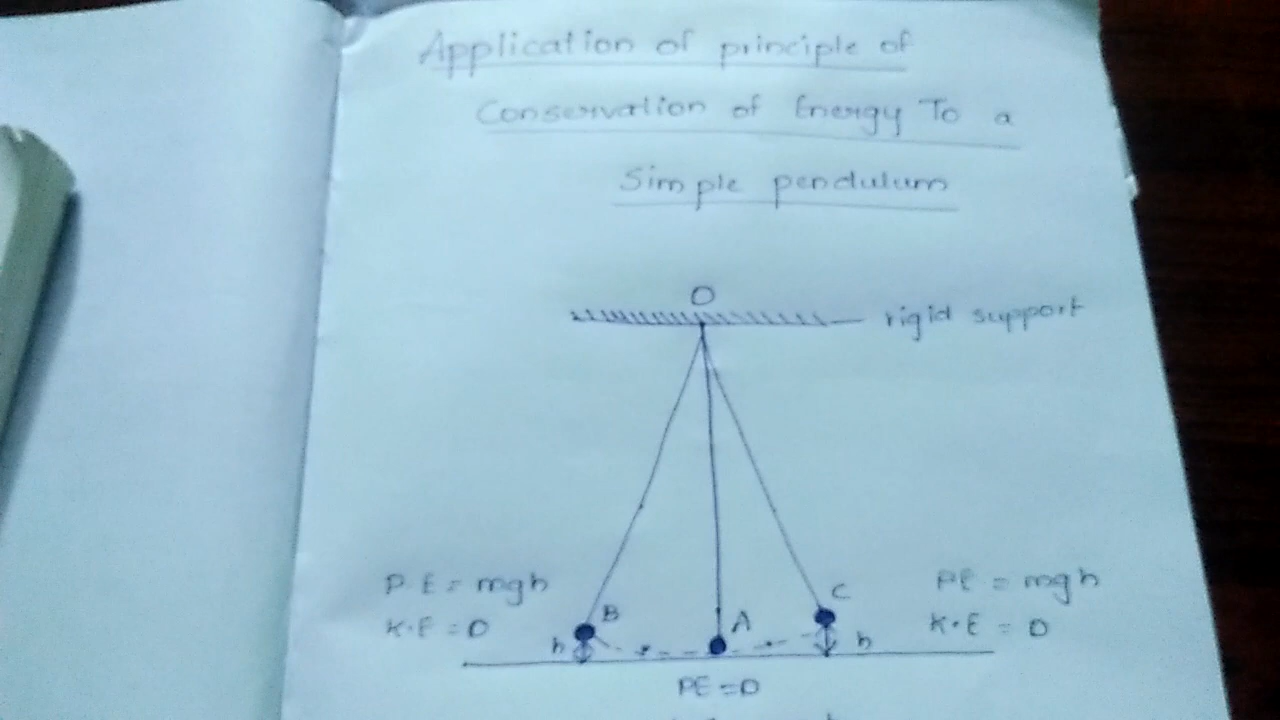 Application of principle of
Conservation of Energy To a
Simple pendulum
O
rigid support
P.E = mgh
K.E = 0
B
h
A
C
h
PE = mgh
K.E = 0
PE = 0